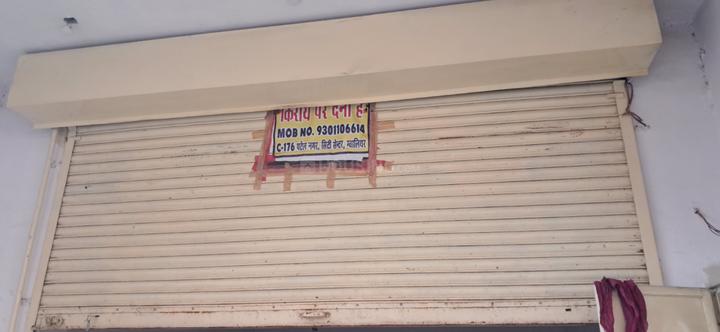 किराये पर देना है
MOB NO. 9301106614
C-176 पटेल नगर, सिटी सेन्टर, ग्वालियर